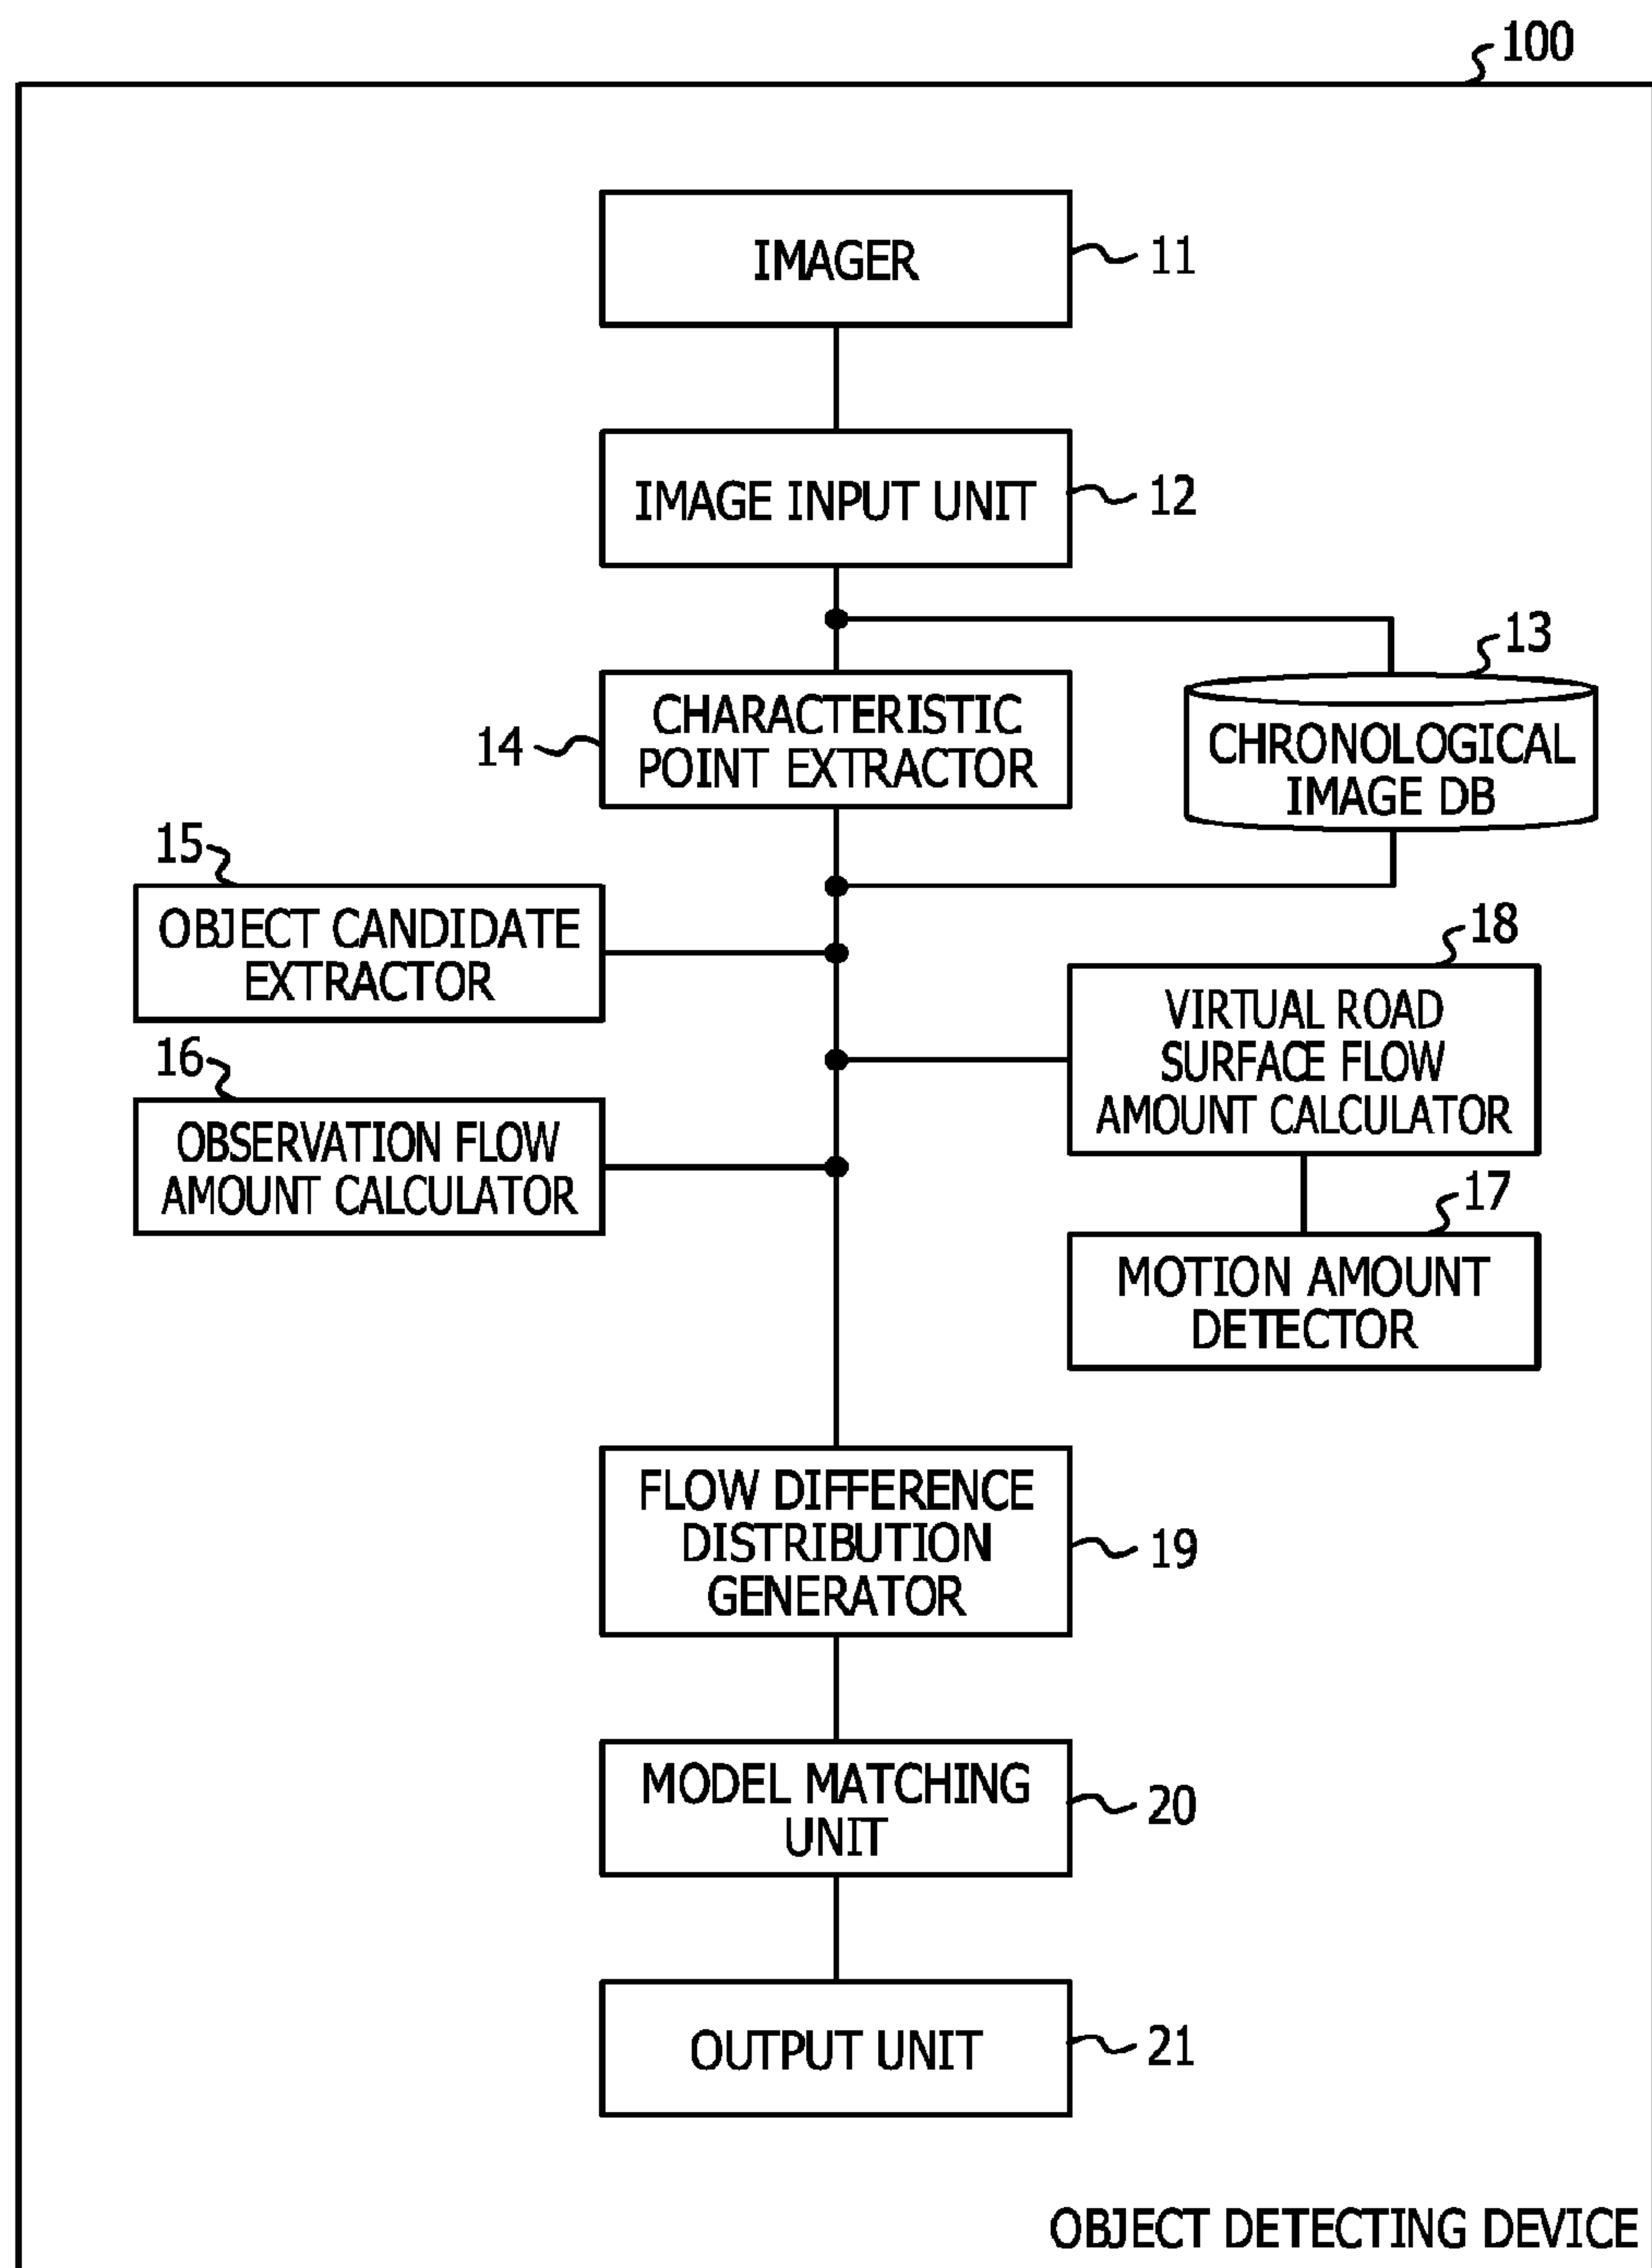 100
IMAGER
11
IMAGE INPUT UNIT
12
13
CHARACTERISTIC
POINT EXTRACTOR
14
CHRONOLOGICAL
IMAGE DB
15
OBJECT CANDIDATE
EXTRACTOR
18
VIRTUAL ROAD
SURFACE FLOW
AMOUNT CALCULATOR
16
OBSERVATION FLOW
AMOUNT CALCULATOR
17
MOTION AMOUNT
DETECTOR
FLOW DIFFERENCE
DISTRIBUTION
GENERATOR
19
MODEL MATCHING
UNIT
20
OUTPUT UNIT
21
OBJECT DETECTING DEVICE